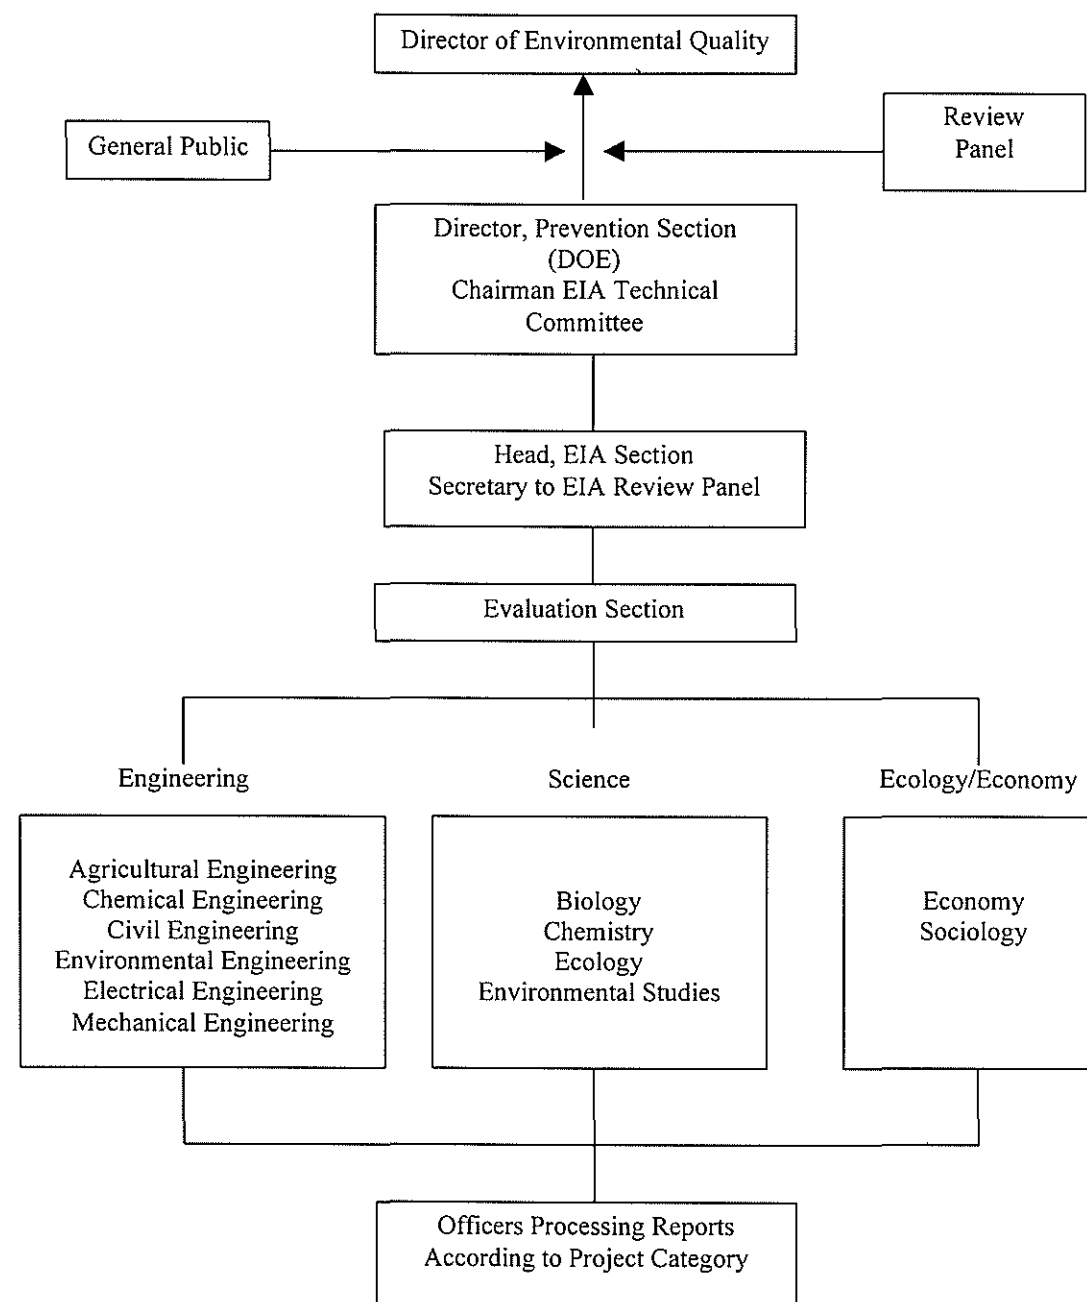 Director of Environmental Quality
General Public
Review
Panel
Director, Prevention Section
(DOE)
Chairman EIA Technical
Committee
Head, EIA Section
Secretary to EIA Review Panel
Evaluation Section
Engineering
Science
Ecology/Economy
Agricultural Engineering
Chemical Engineering
Civil Engineering
Environmental Engineering
Electrical Engineering
Mechanical Engineering
Biology
Chemistry
Ecology
Environmental Studies
Economy
Sociology
Officers Processing Reports
According to Project Category